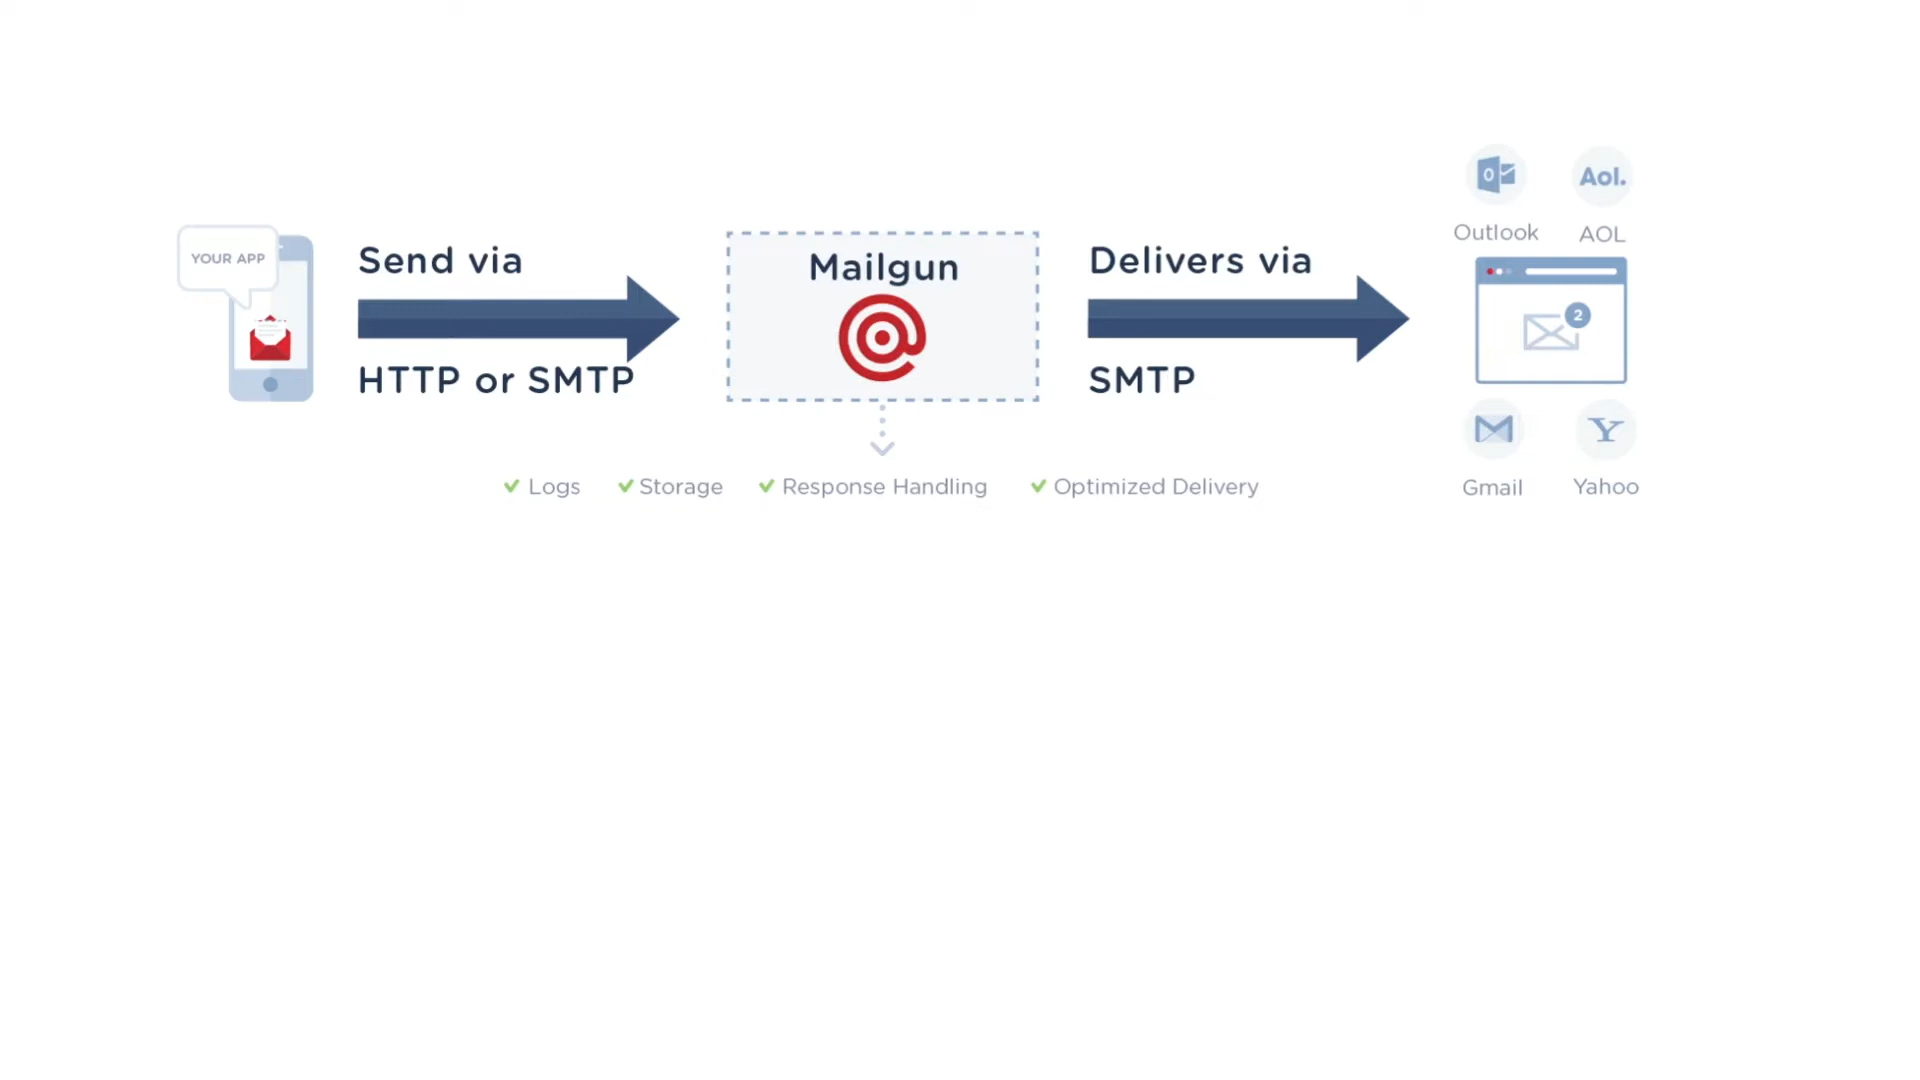 YOUR APP
Send via
HTTP or SMTP
Mailgun
Delivers via
SMTP
Logs
Storage
Response Handling
Optimized Delivery
O
Aol.
Outlook
AOL
2
Y
Gmail
Yahoo